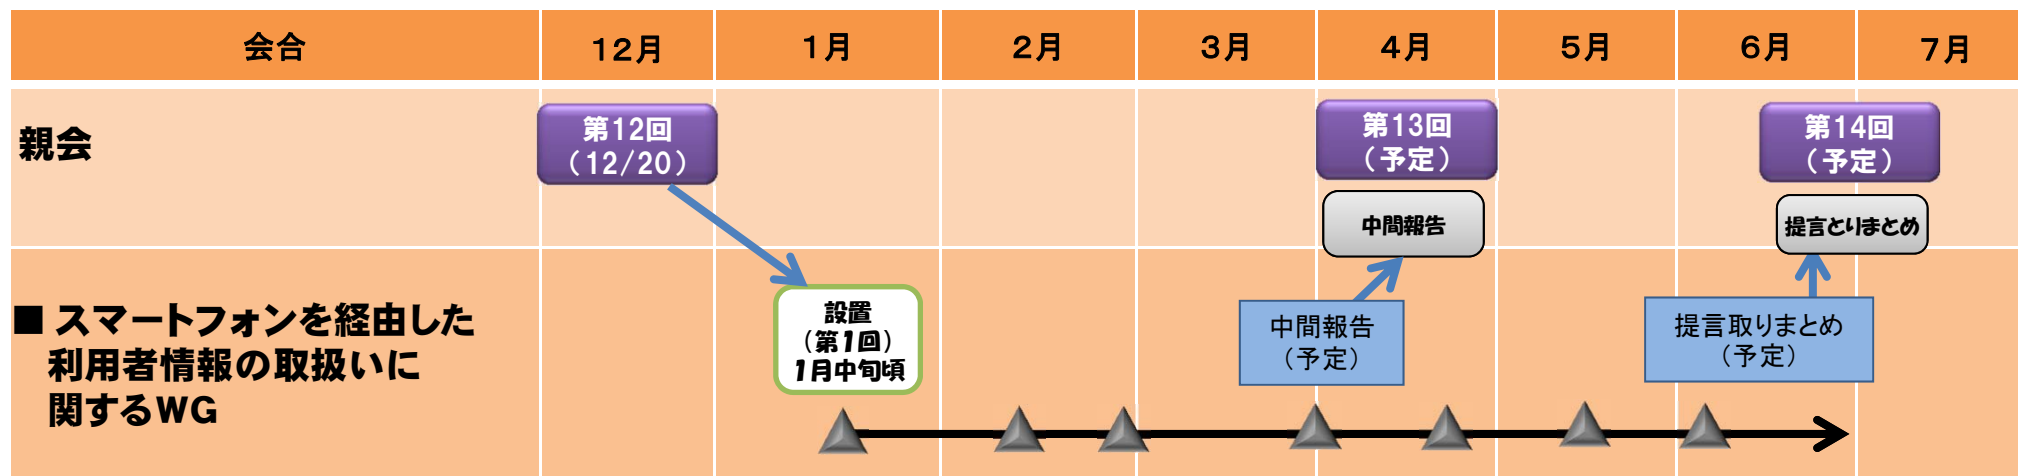 会合
12月
1月
2月
3月
4月
5月
6月
7月
親会
第12回
(12/20)
第13回
(予定)
第14回
(予定)
中間報告
提言とりまとめ
■ スマートフォンを経由した
利用者情報の取扱いに
関するWG
設置
(第1回)
1月中旬頃
中間報告
(予定)
提言取りまとめ
(予定)